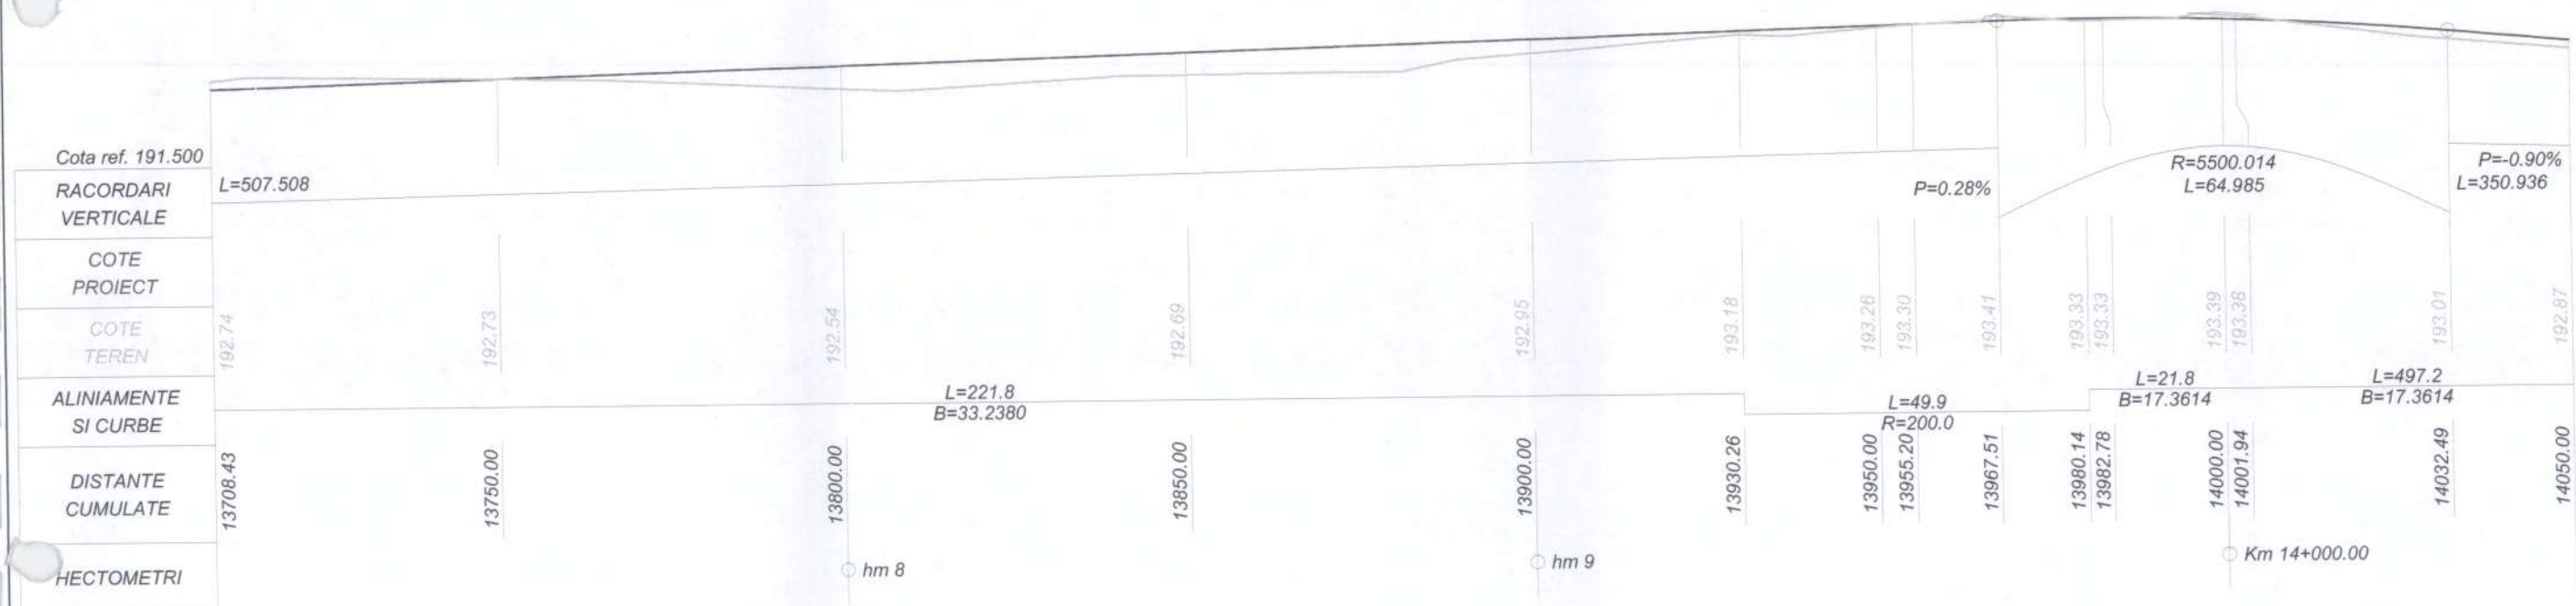 Cota ref. 191.500
RACORDARI
VERTICALE
L=507.508
P=0.28%
R=5500.014
L=64.985
P=-0.90%
L=350.936
COTE
PROIECT
COTE
TEREN
192.74
192.73
192.54
192.69
192.95
193.18
193.26
193.30
193.41
193.33
193.33
193.39
193.38
193.01
192.87
ALINIAMENTE
SI CURBE
L=221.8
B=33.2380
L=49.9
R=200.0
L=21.8
B=17.3614
L=497.2
B=17.3614
DISTANTE
CUMULATE
13708.43
13750.00
13800.00
13850.00
13900.00
13930.26
13950.00
13955.20
13967.51
13980.14
13982.78
14000.00
14001.94
14032.49
14050.00
HECTOMETRI
hm 8
hm 9
Km 14+000.00